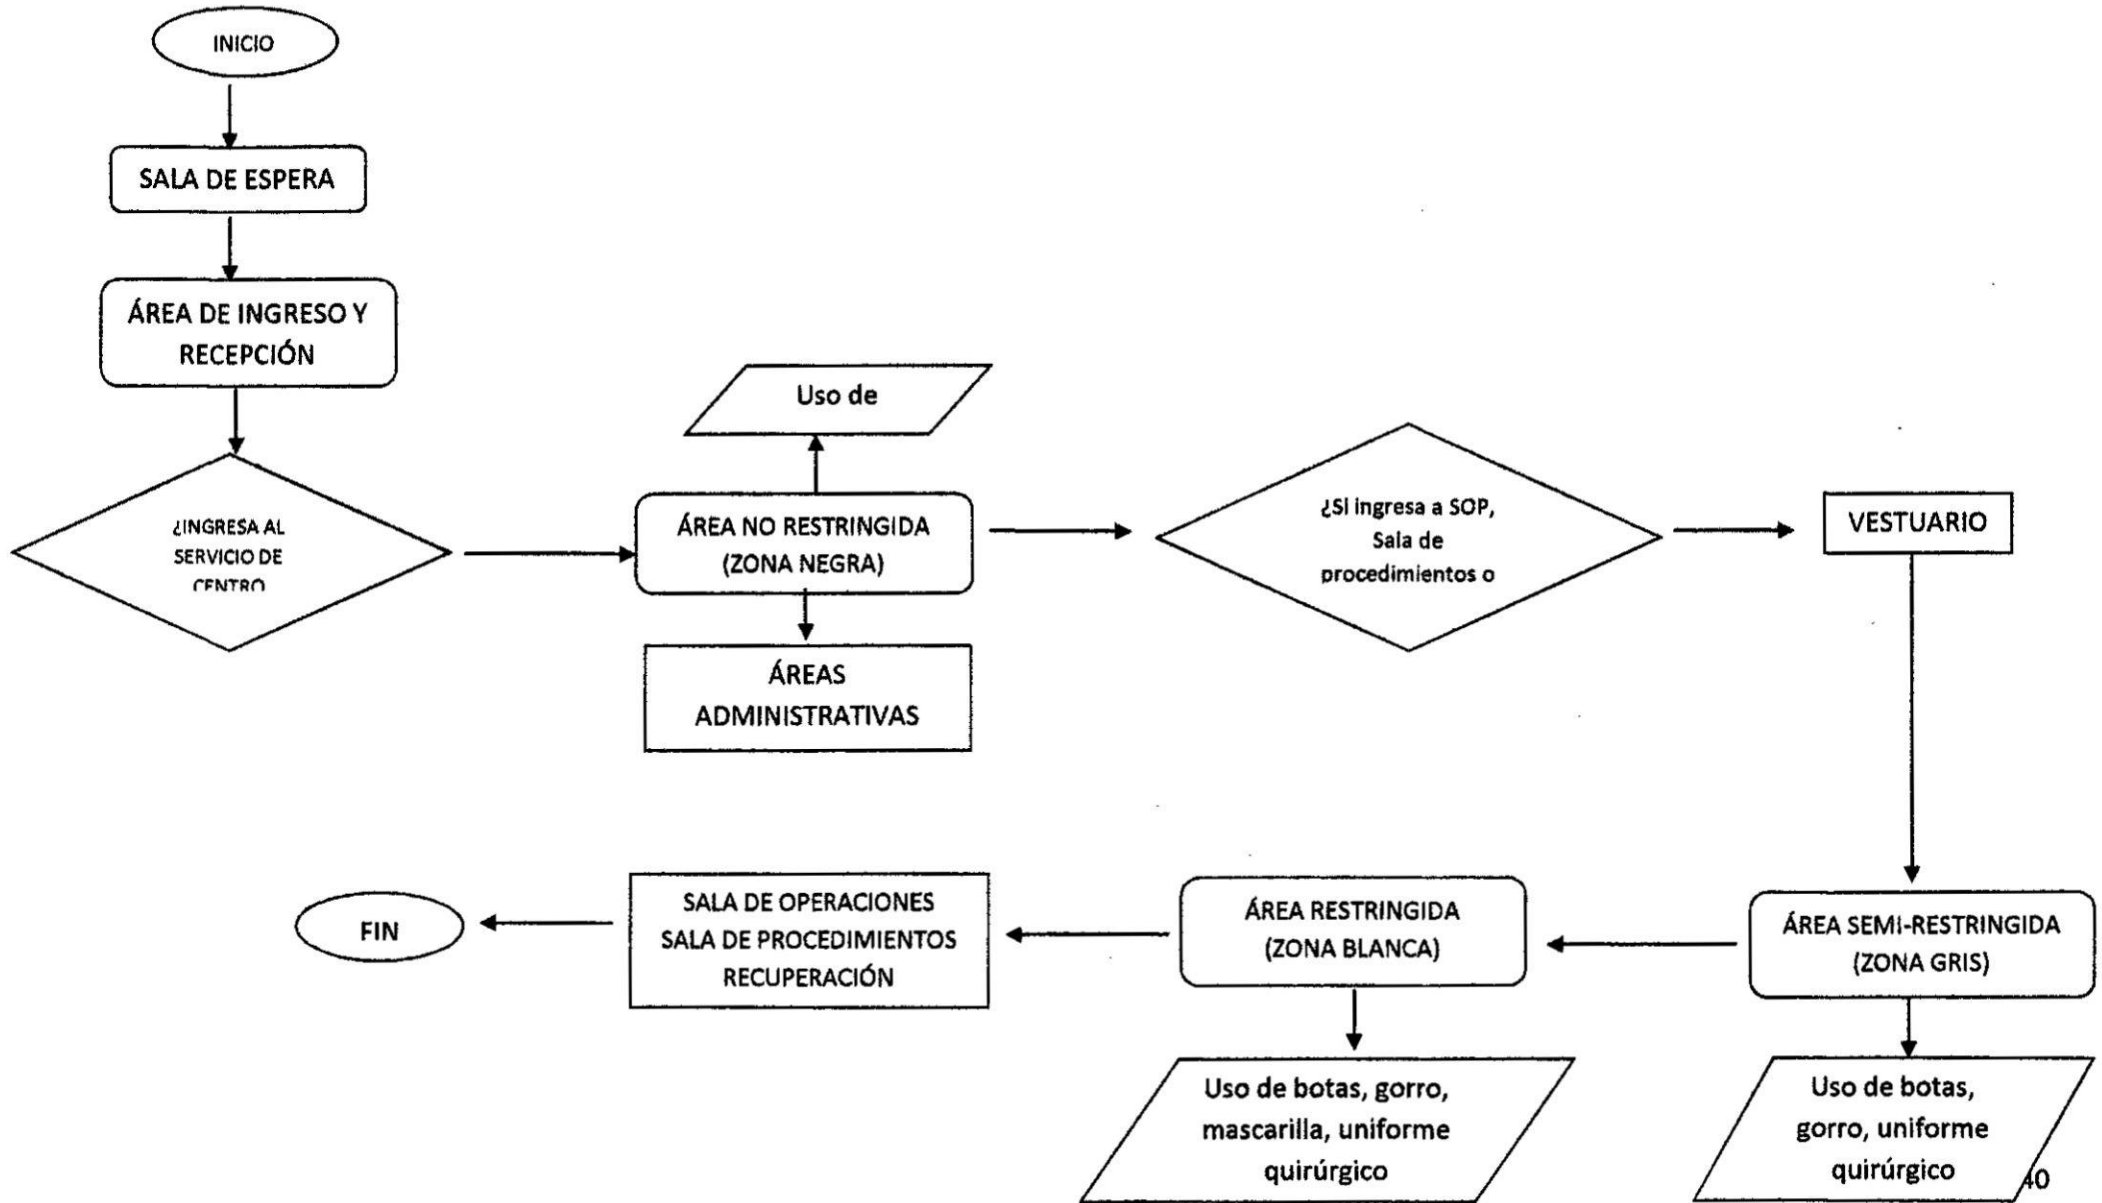 INICIO
SALA DE ESPERA
ÁREA DE INGRESO Y
RECEPCIÓN
¿INGRESA AL
SERVICIO DE
CENTRO
Uso de
ÁREA NO RESTRINGIDA
(ZONA NEGRA)
ÁREAS
ADMINISTRATIVAS
¿Si ingresa a SOP,
Sala de
procedimientos o
VESTUARIO
ÁREA SEMI-RESTRINGIDA
(ZONA GRIS)
Uso de botas,
gorro, uniforme
quirúrgico
ÁREA RESTRINGIDA
(ZONA BLANCA)
Uso de botas, gorro,
mascarilla, uniforme
quirúrgico
SALA DE OPERACIONES
SALA DE PROCEDIMIENTOS
RECUPERACIÓN
FIN
40